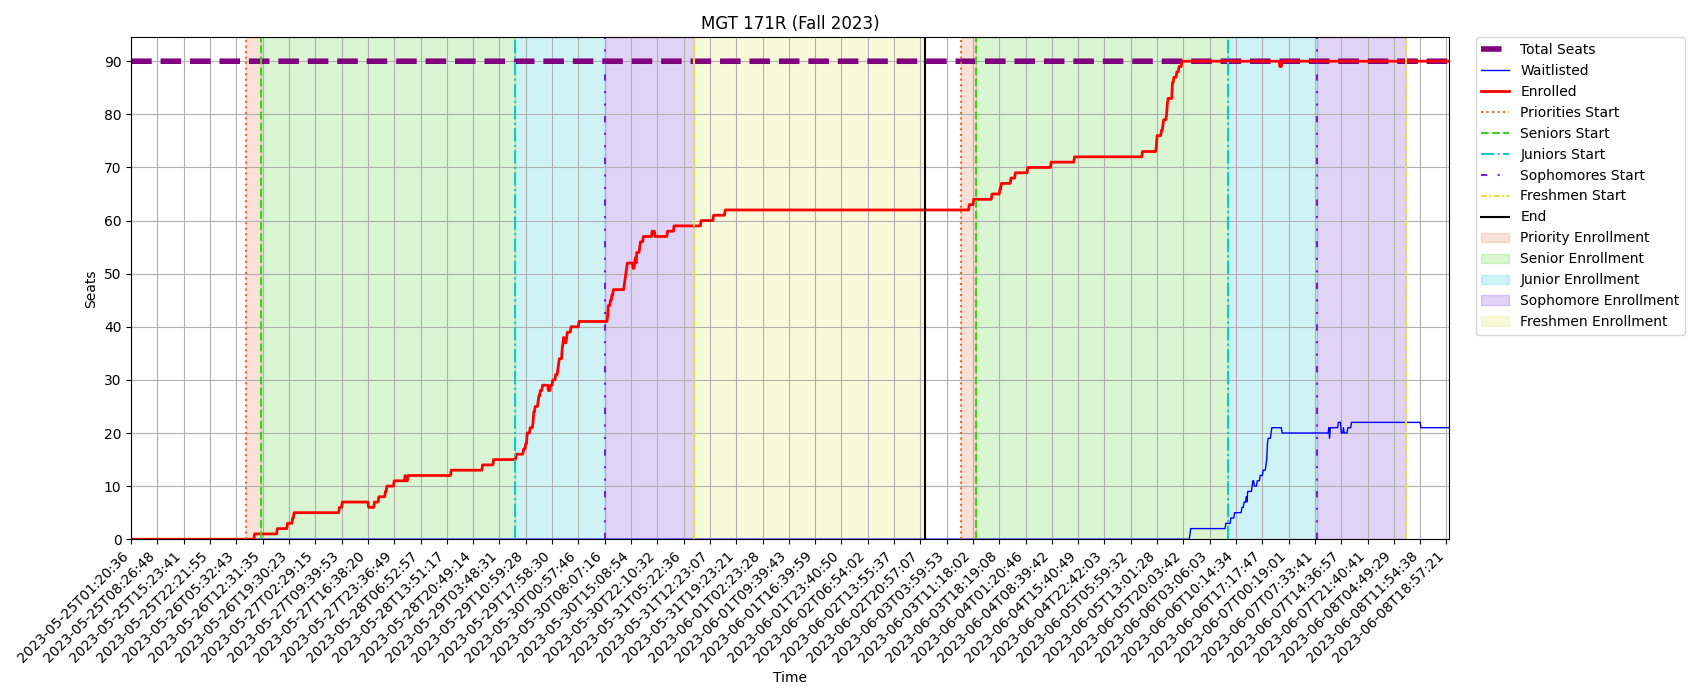 MGT 171R (Fall 2023)
Seats
90
80
70
60
50
40
30
20
10
0
2023-05-25T01:20:36
2023-05-25T08:26:48
2023-05-25T15:23:41
2023-05-25T22:21:55
2023-05-26T05:32:43
2023-05-26T12:31:35
2023-05-26T19:30:23
2023-05-27T02:29:15
2023-05-27T09:39:53
2023-05-27T16:38:20
2023-05-27T23:36:49
2023-05-28T06:52:57
2023-05-28T13:51:17
2023-05-28T20:49:14
2023-05-29T03:48:31
2023-05-29T10:59:28
2023-05-29T17:58:30
2023-05-30T00:57:46
2023-05-30T08:07:16
2023-05-30T15:08:54
2023-05-30T22:10:32
2023-05-31T05:22:36
2023-05-31T12:23:07
2023-05-31T19:23:21
2023-06-01T02:23:28
2023-06-01T09:39:43
2023-06-01T16:39:59
2023-06-01T23:40:50
2023-06-02T06:54:02
2023-06-02T13:55:37
2023-06-02T20:57:07
2023-06-03T03:59:53
2023-06-03T11:18:02
2023-06-03T18:19:08
2023-06-04T01:20:46
2023-06-04T08:39:42
2023-06-04T15:40:49
2023-06-04T22:42:03
2023-06-05T05:59:32
2023-06-05T13:01:28
2023-06-05T20:03:42
2023-06-06T03:06:03
2023-06-06T10:14:34
2023-06-06T17:17:47
2023-06-07T00:19:01
2023-06-07T07:33:41
2023-06-07T14:36:57
2023-06-07T21:40:41
2023-06-08T04:49:29
2023-06-08T11:54:38
2023-06-08T18:57:21
Time
Total Seats
Waitlisted
Enrolled
Priorities Start
Seniors Start
Juniors Start
Sophomores Start
Freshmen Start
End
Priority Enrollment
Senior Enrollment
Junior Enrollment
Sophomore Enrollment
Freshmen Enrollment